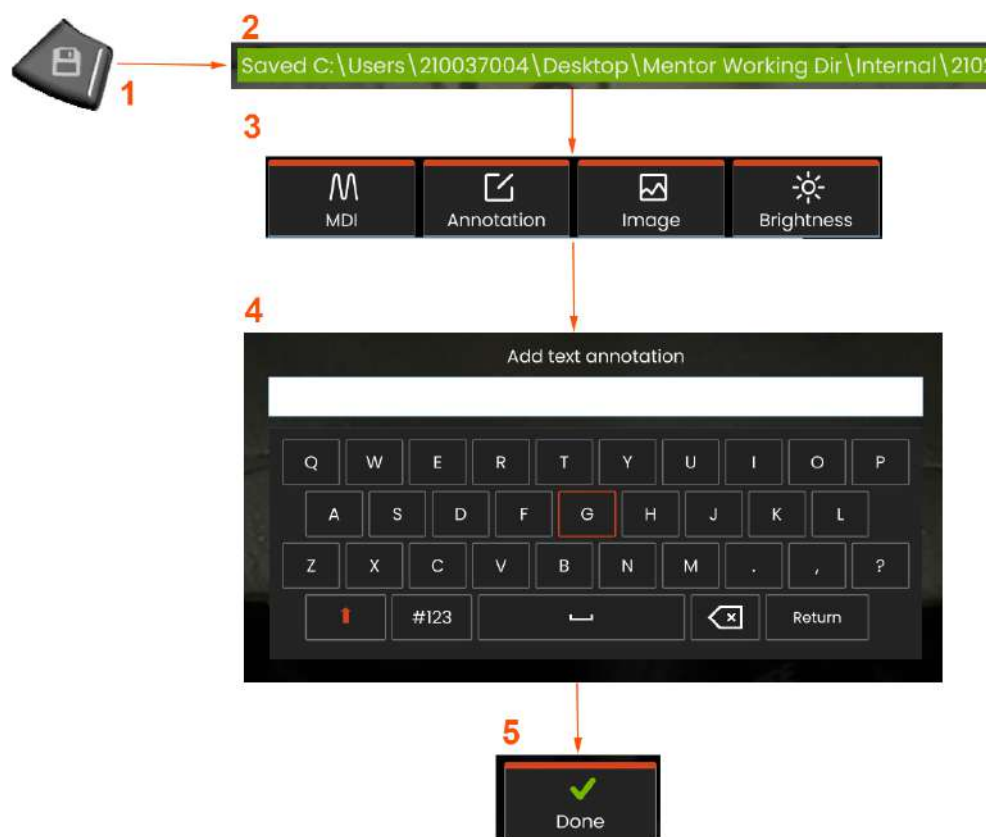 2
1
Saved C:\Users\210037004\Desktop\Mentor Working Dir\Internal\210
3
MDI Annotation Image Brightness
4
Add text annotation
Q W E R T Y U I O P
A S D F G H J K L
Z X C V B N M . , ?
#123 Return
5
Done